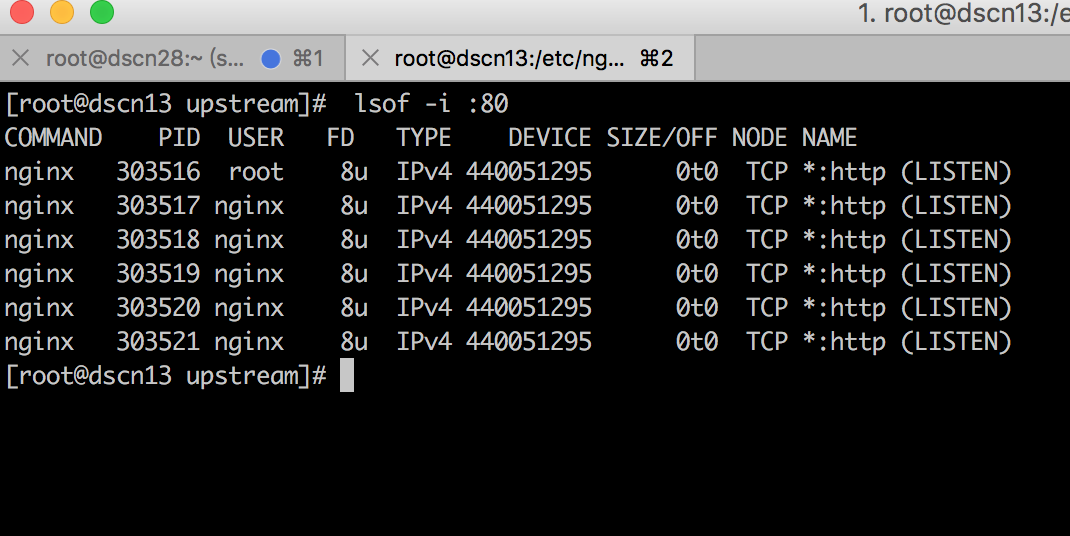 1. root@dscn13:/e
root@dscn28:~ (s... ⌘1 root@dscn13:/etc/ng... ⌘2
[root@dscn13 upstream]#  lsof -i :80
COMMAND    PID  USER   FD   TYPE    DEVICE SIZE/OFF NODE NAME
nginx   303516  root    8u  IPv4 440051295      0t0  TCP *:http (LISTEN)
nginx   303517 nginx    8u  IPv4 440051295      0t0  TCP *:http (LISTEN)
nginx   303518 nginx    8u  IPv4 440051295      0t0  TCP *:http (LISTEN)
nginx   303519 nginx    8u  IPv4 440051295      0t0  TCP *:http (LISTEN)
nginx   303520 nginx    8u  IPv4 440051295      0t0  TCP *:http (LISTEN)
nginx   303521 nginx    8u  IPv4 440051295      0t0  TCP *:http (LISTEN)
[root@dscn13 upstream]#